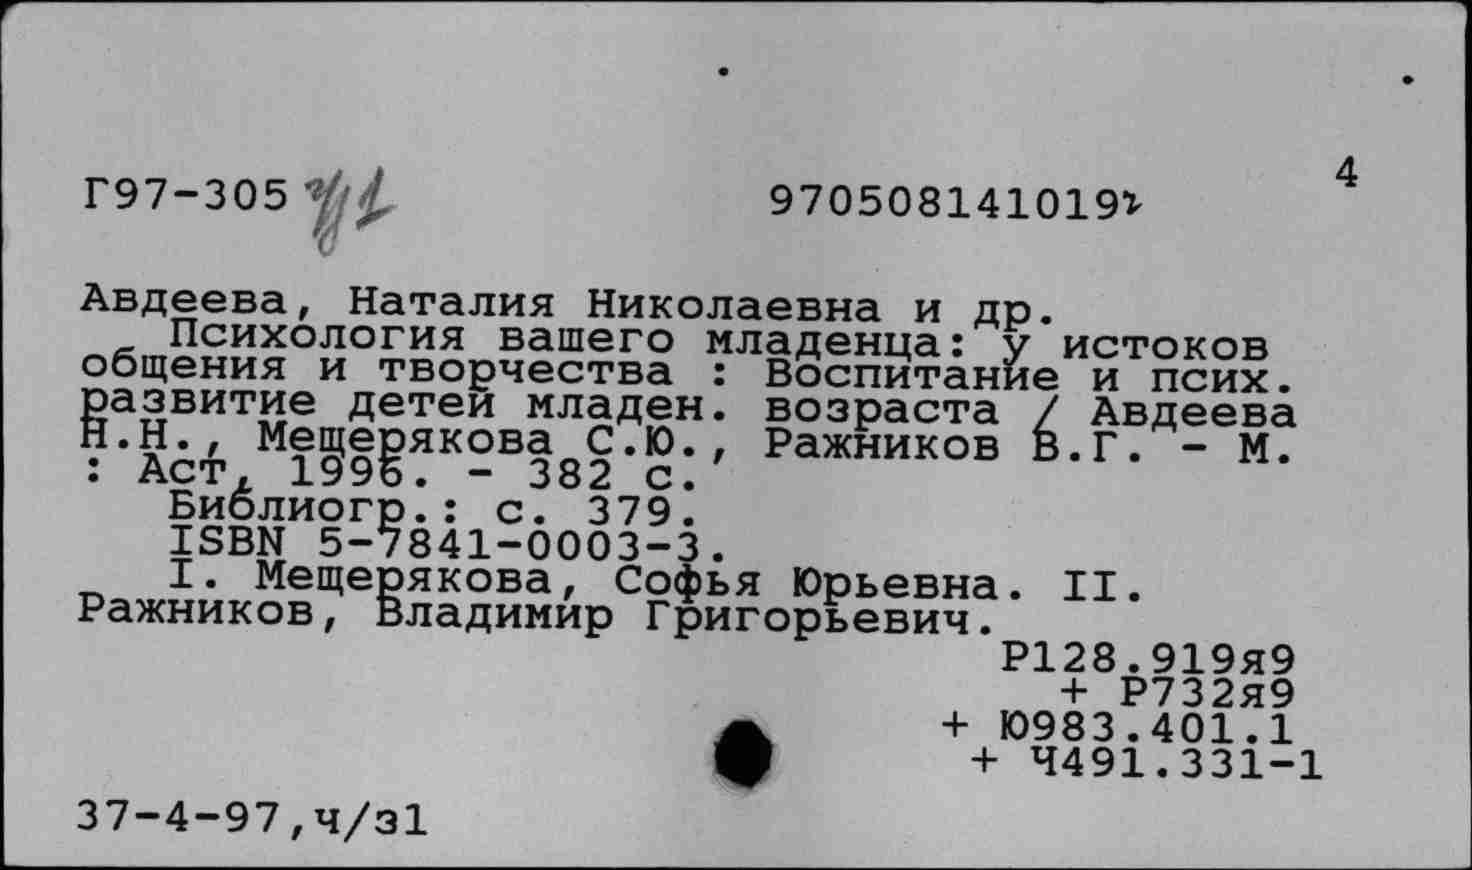 4
Г97-305 970508141019
Авдеева, Наталия Николаевна и др.
Психология вашего младенца: у истоков
общения и творчества : Воспитание и псих.
развитие детей младен. возраста / Авдеева
Н.Н., Мещерякова С.Ю., Ражников В.Г. - М.
: Аст, 1996. - 382 с.
Библиогр.: с. 379.
ISBN 5-7841-0003-3.
I. Мещерякова, Софья Юрьевна. II.
Ражников, Владимир Григорьевич.
Р128.919я9
+ Р732я9
+ Ю983.401.1
+ Ч491.331-1
37-4-97,ч/з1